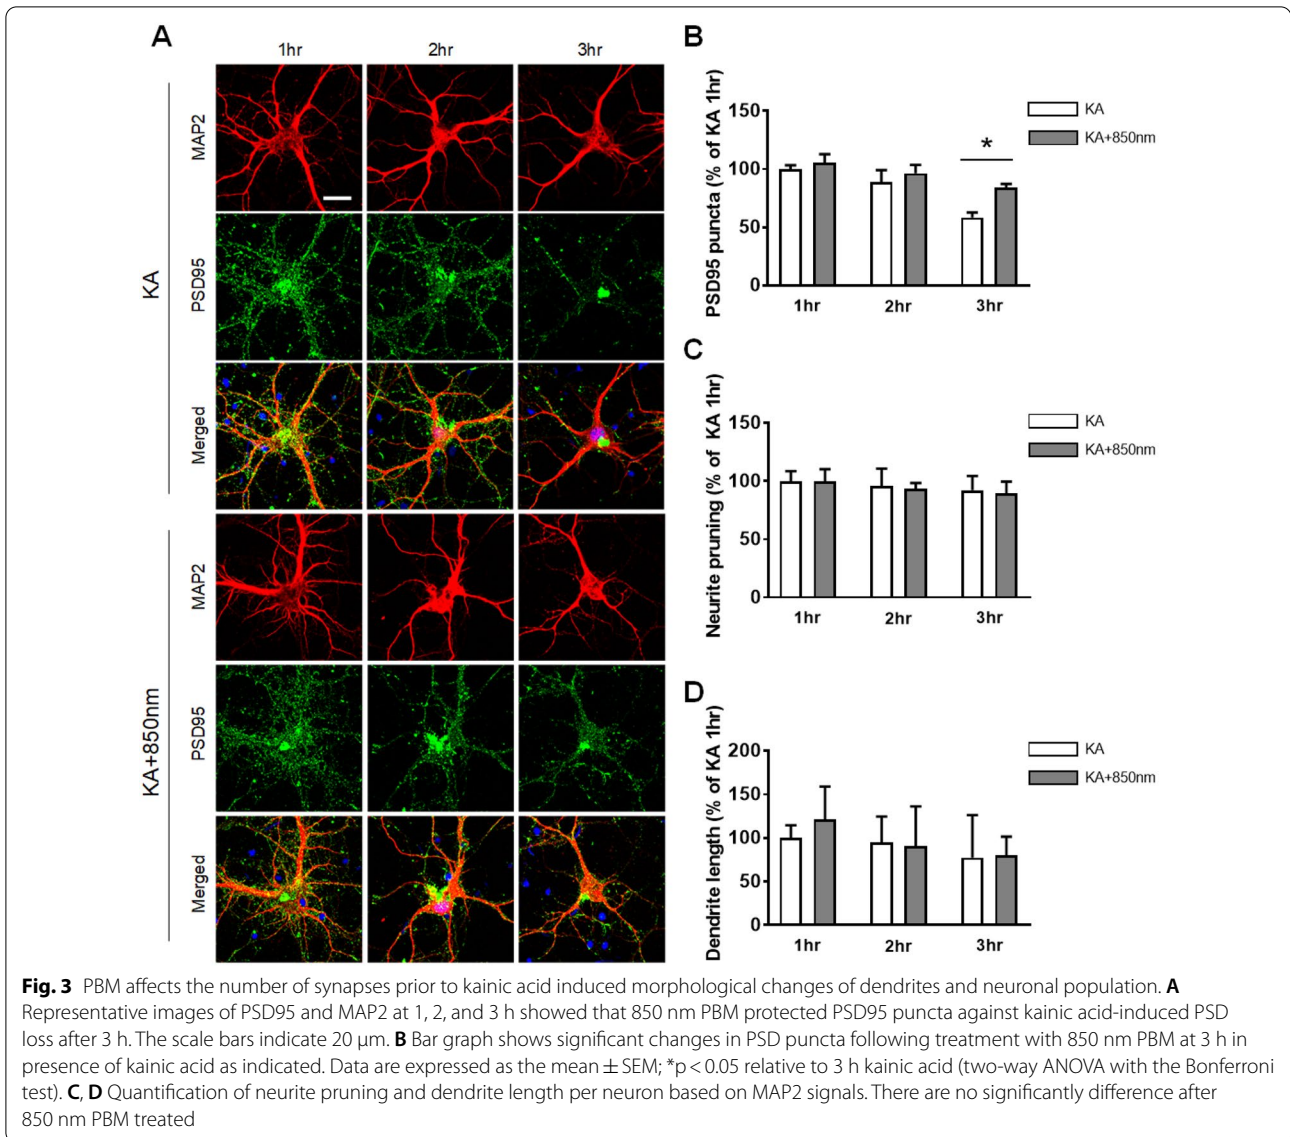 A
1hr
2hr
3hr
KA
MAP2
PSD95
Merged
KA+850nm
MAP2
PSD95
Merged
B
PSD95 puncta (% of KA 1hr)
150
100
50
0
*
1hr
2hr
3hr
KA
KA+850nm
C
Neurite pruning (% of KA 1hr)
150
100
50
0
1hr
2hr
3hr
KA
KA+850nm
D
Dendrite length (% of KA 1hr)
200
150
100
50
0
1hr
2hr
3hr
KA
KA+850nm
Fig. 3 PBM affects the number of synapses prior to kainic acid induced morphological changes of dendrites and neuronal population. A
Representative images of PSD95 and MAP2 at 1, 2, and 3 h showed that 850 nm PBM protected PSD95 puncta against kainic acid-induced PSD
loss after 3 h. The scale bars indicate 20 μm. B Bar graph shows significant changes in PSD puncta following treatment with 850 nm PBM at 3 h in
presence of kainic acid as indicated. Data are expressed as the mean ± SEM; *p < 0.05 relative to 3 h kainic acid (two-way ANOVA with the Bonferroni
test). C, D Quantification of neurite pruning and dendrite length per neuron based on MAP2 signals. There are no significantly difference after
850 nm PBM treated